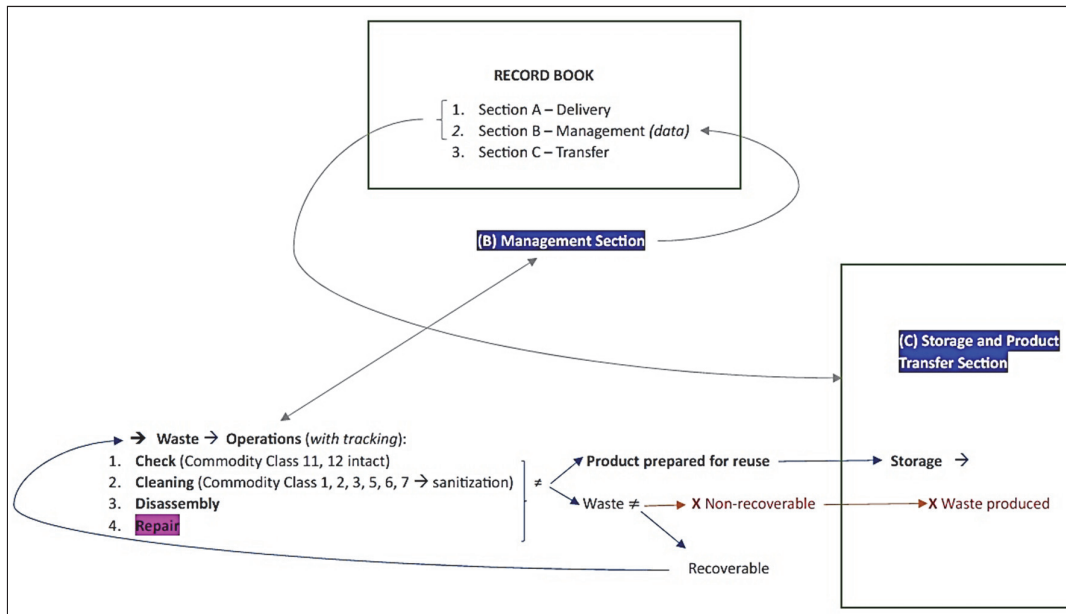 RECORD BOOK
1. Section A – Delivery
2. Section B – Management (data)
3. Section C – Transfer
(B) Management Section
(C) Storage and Product
Transfer Section
➔ Waste → Operations (with tracking):
1. Check (Commodity Class 11, 12 intact)
2. Cleaning (Commodity Class 1, 2, 3, 5, 6, 7 → sanitization)
3. Disassembly
4. Repair
≠
Product prepared for reuse
Storage →
Waste ≠
X Non-recoverable
X Waste produced
Recoverable